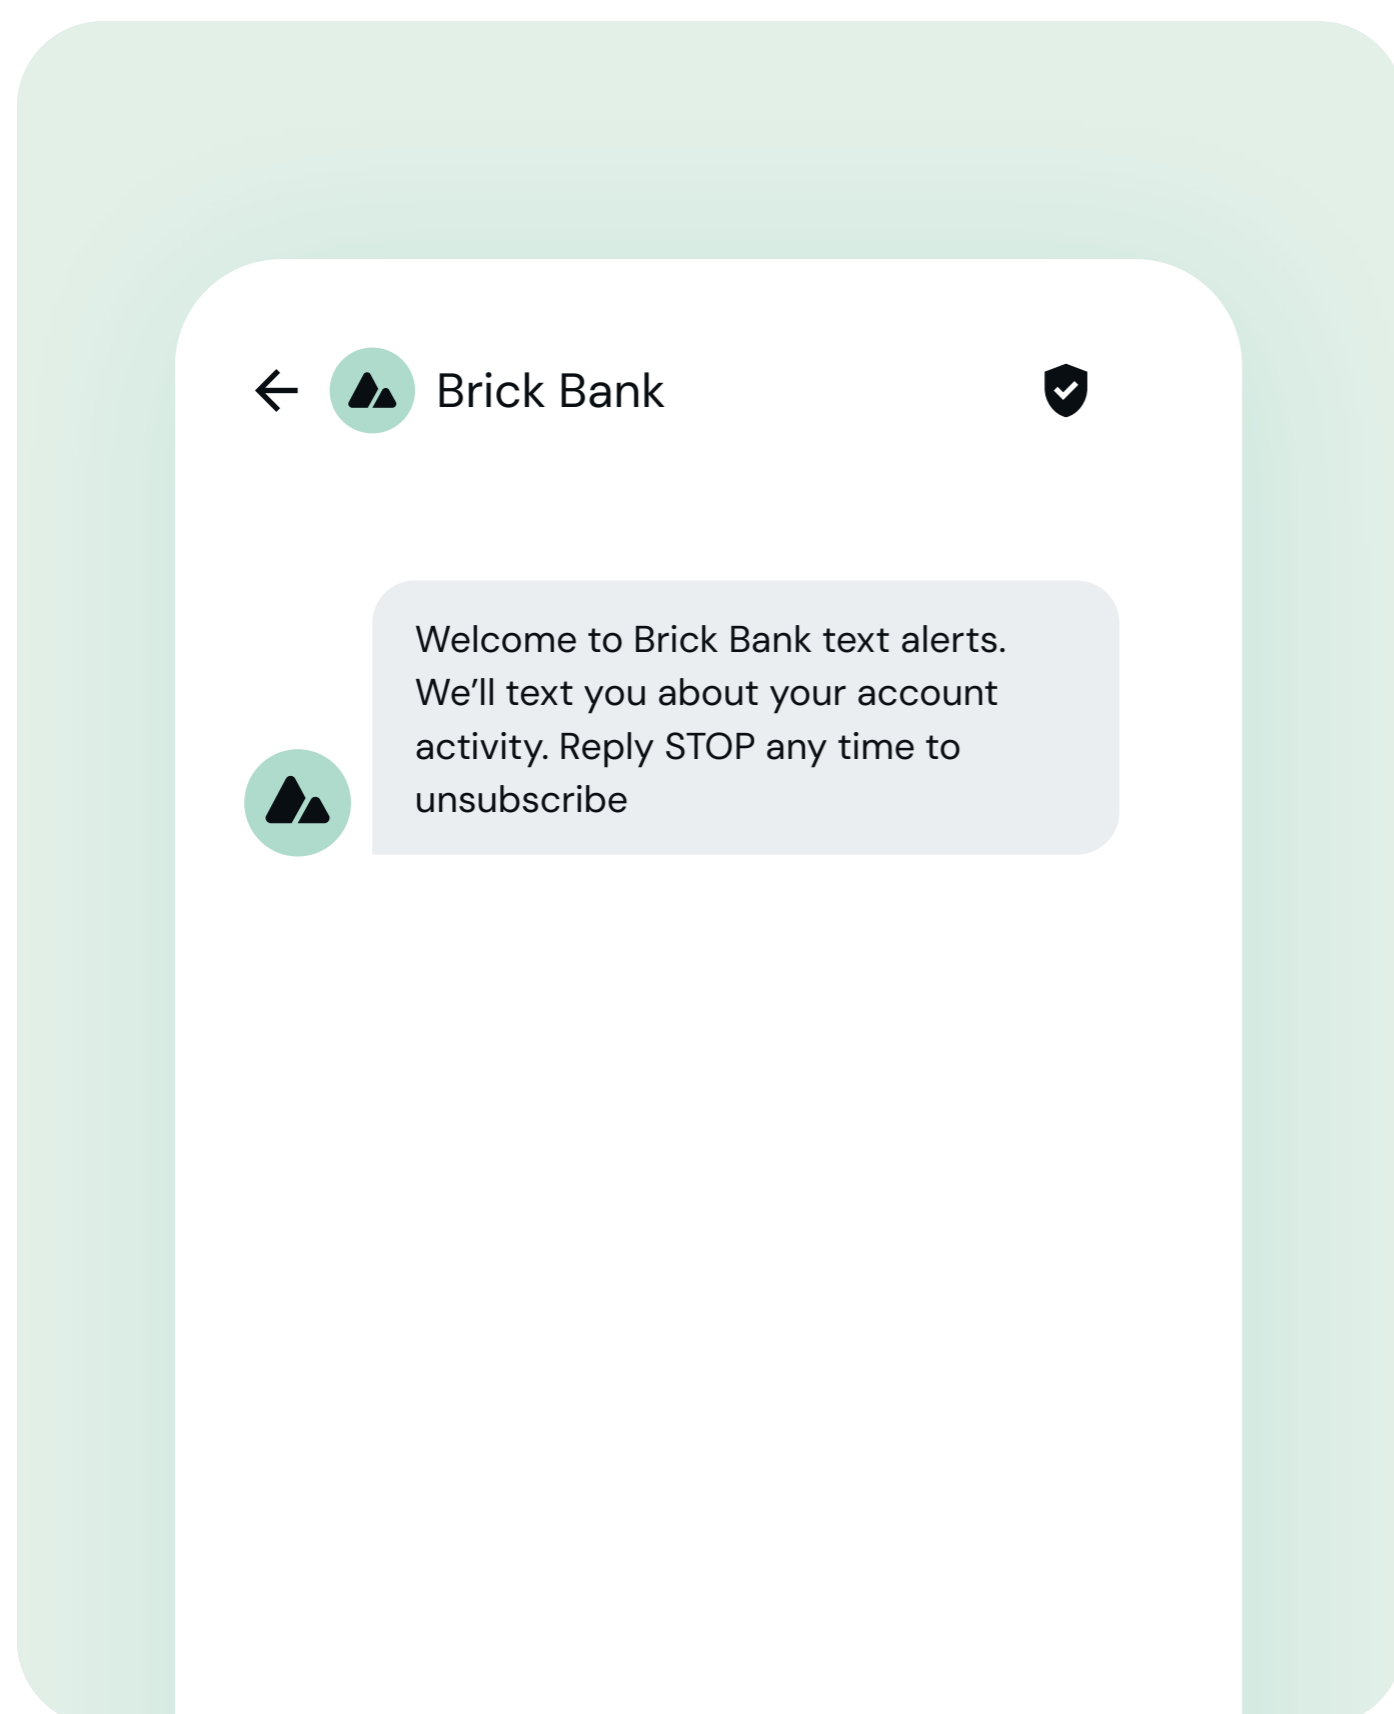 Brick Bank
Welcome to Brick Bank text alerts.
We’ll text you about your account
activity. Reply STOP any time to
unsubscribe